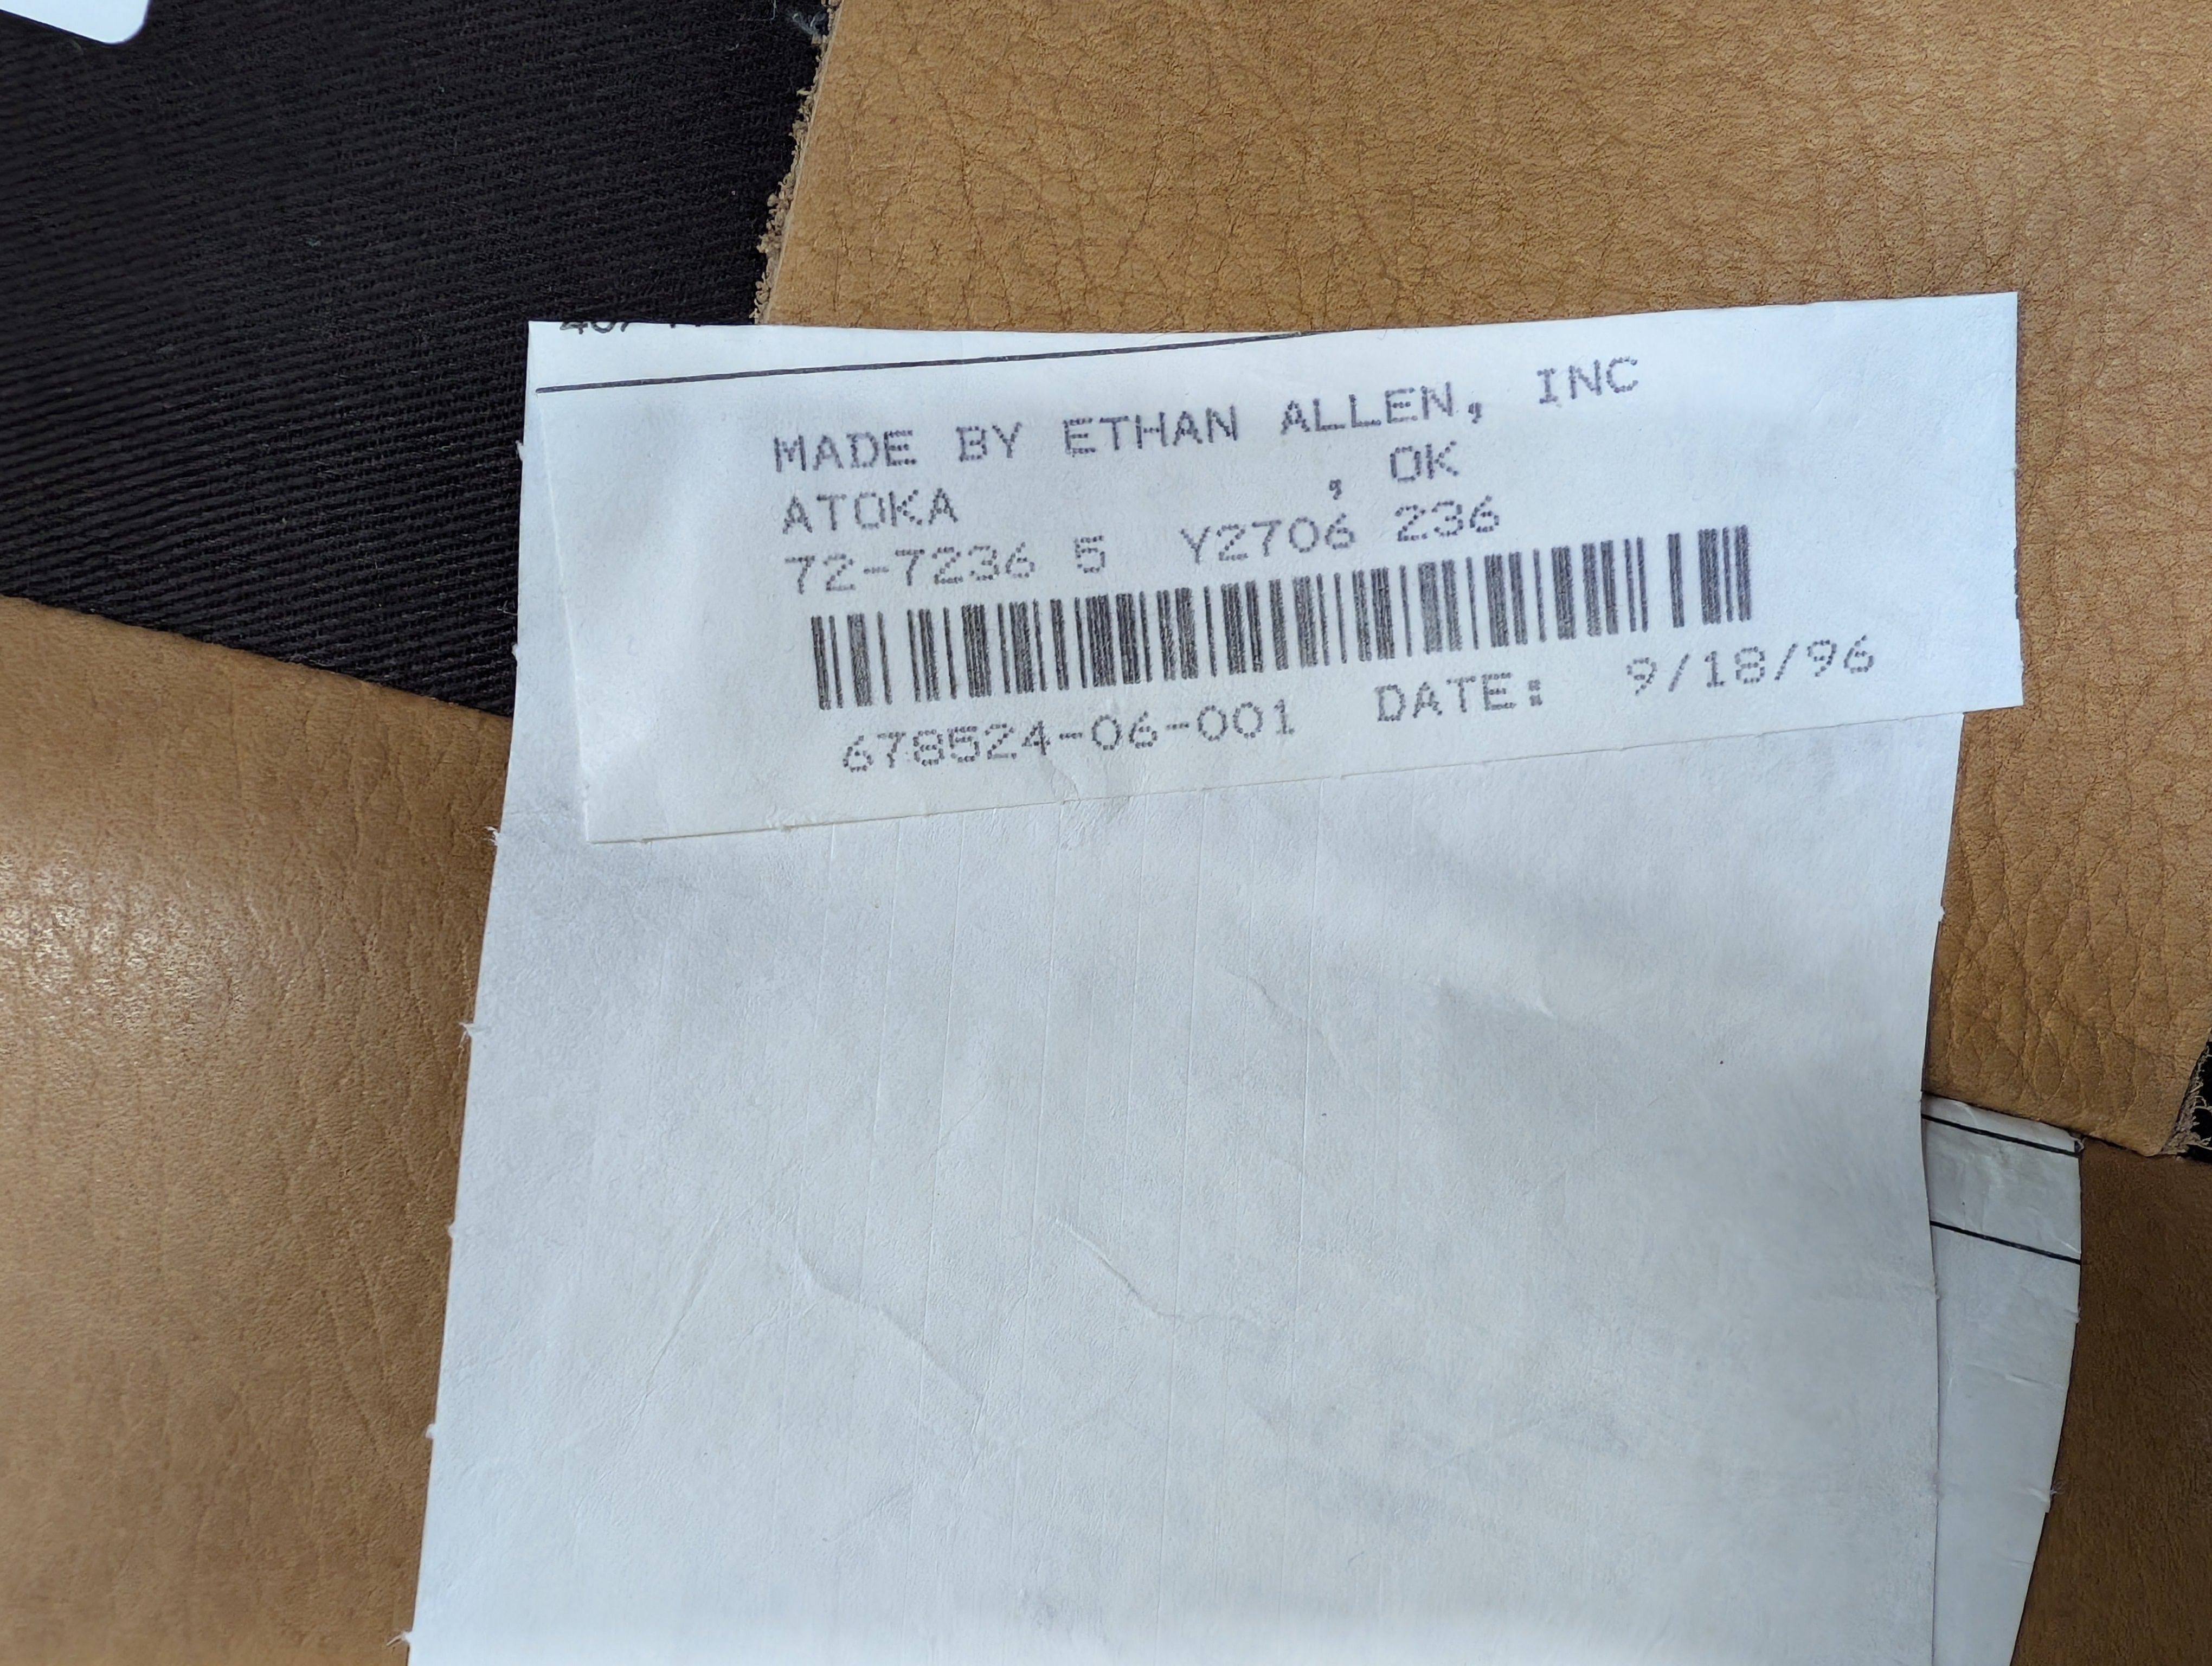 MADE BY ETHAN ALLEN, INC
ATOKA , OK
72-7236 5 Y2706 236
678524-06-001 DATE: 9/18/96